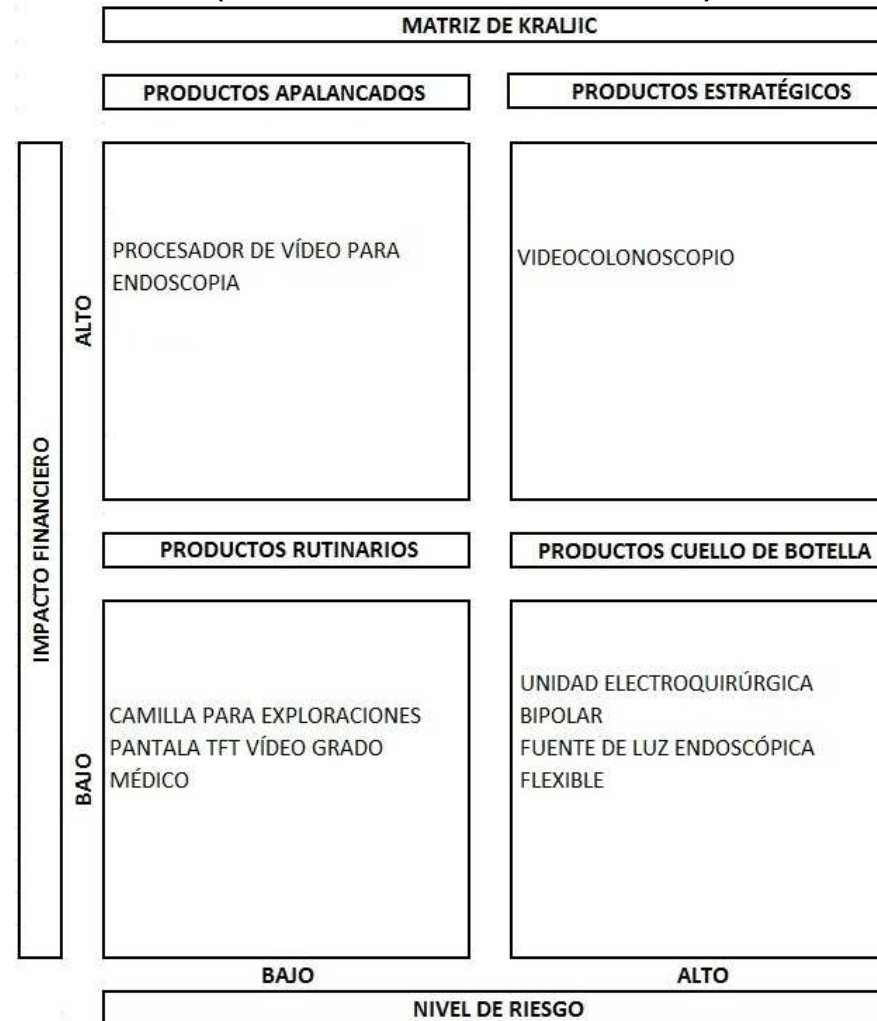 MATRIZ DE KRALJIC
PRODUCTOS APALANCADOS
PRODUCTOS ESTRATÉGICOS
IMPACTO FINANCIERO
ALTO
PROCESADOR DE VÍDEO PARA
ENDOSCOPIA
VIDEOCOLONOSCOPIO
PRODUCTOS RUTINARIOS
PRODUCTOS CUELLO DE BOTELLA
BAJO
CAMILLA PARA EXPLORACIONES
PANTALA TFT VÍDEO GRADO
MÉDICO
UNIDAD ELECTROQUIRÚRGICA
BIPOLAR
FUENTE DE LUZ ENDOSCÓPICA
FLEXIBLE
BAJO
ALTO
NIVEL DE RIESGO